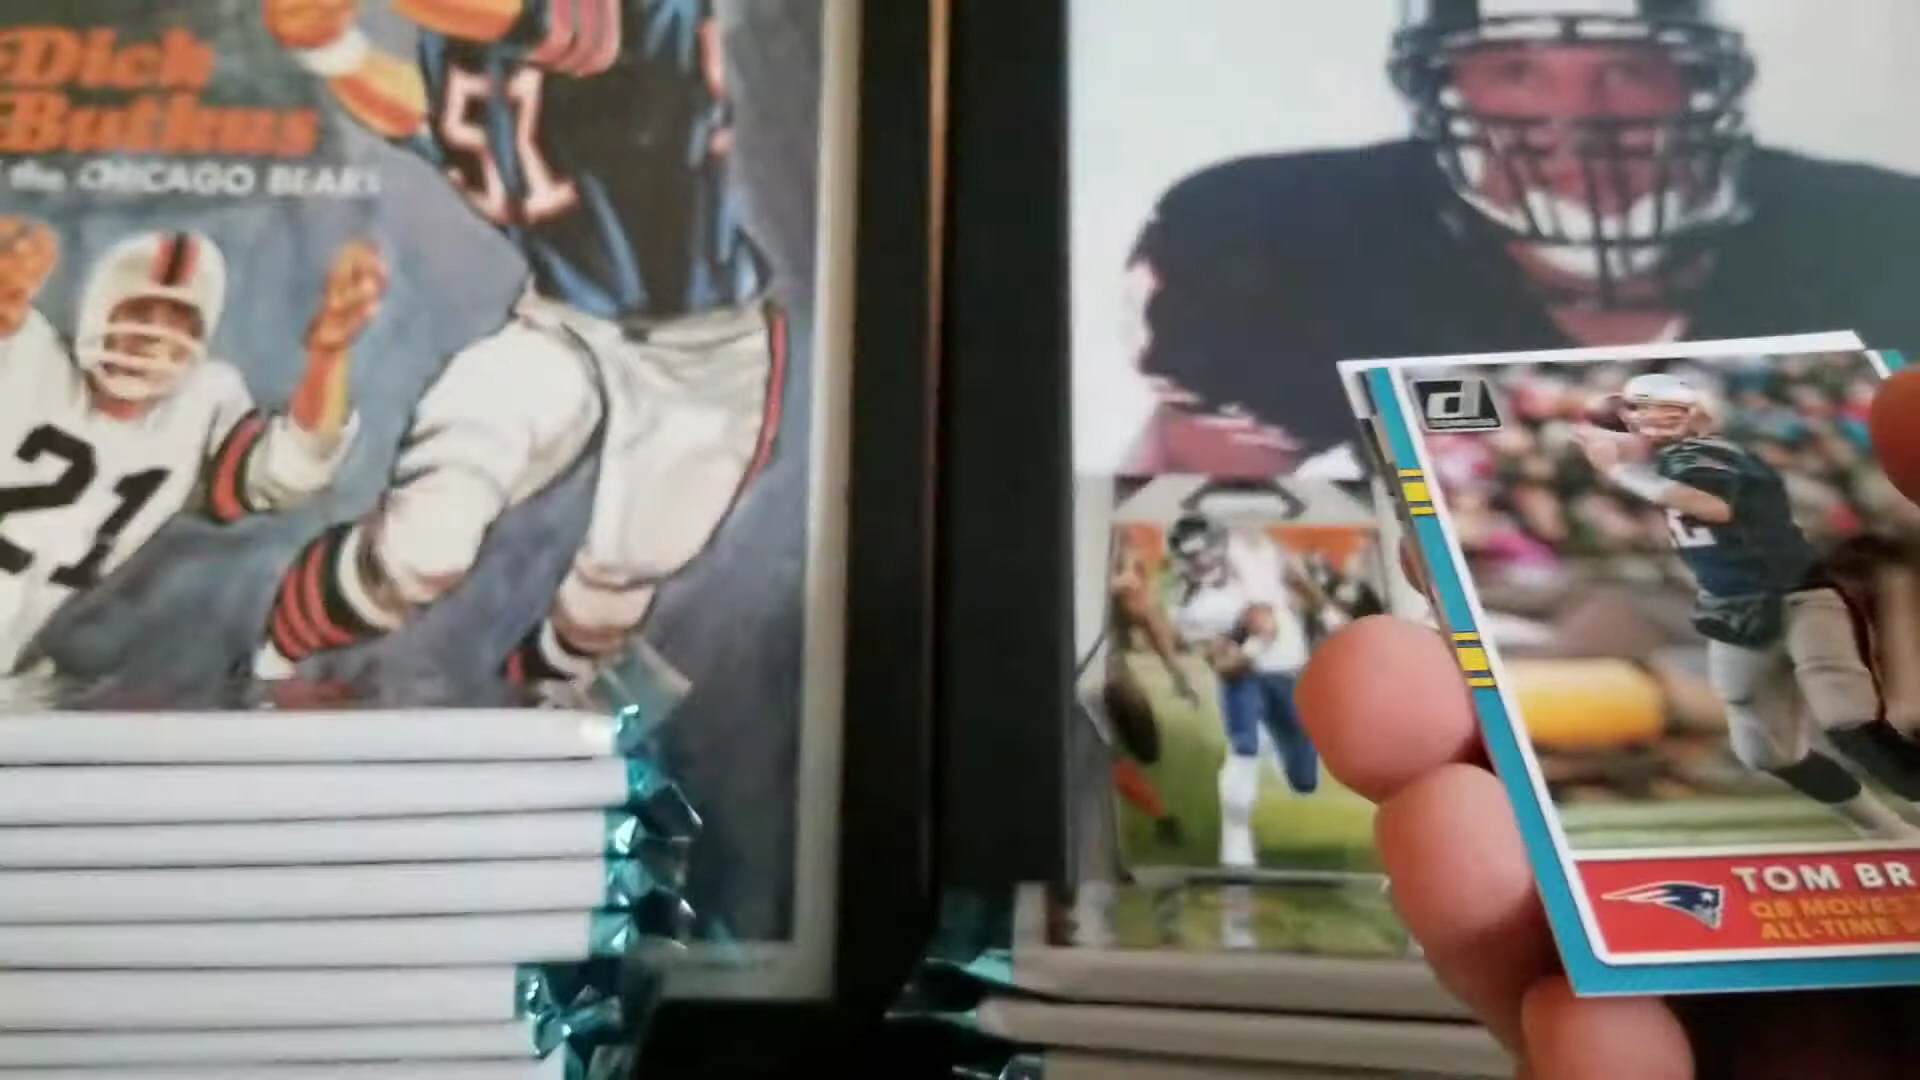 Dick
Butkus
the CHICAGO BEARS
51
21
d
TOM BR
QB MOVES
ALL-TIME